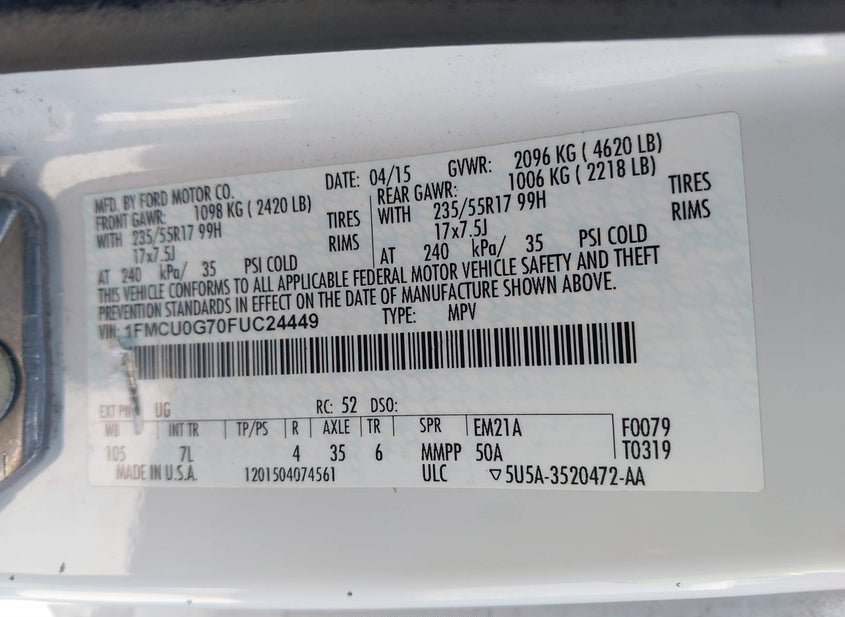 MFD. BY FORD MOTOR CO. DATE: 04/15 GVWR: 2096 KG ( 4620 LB)
FRONT GAWR: 1098 KG ( 2420 LB) REAR GAWR: 1006 KG ( 2218 LB)
WITH 235/55R17 99H TIRES WITH 235/55R17 99H TIRES
17x7.5J RIMS 17x7.5J RIMS
AT 240 kPa/ 35 PSI COLD AT 240 kPa/ 35 PSI COLD
THIS VEHICLE CONFORMS TO ALL APPLICABLE FEDERAL MOTOR VEHICLE SAFETY AND THEFT
PREVENTION STANDARDS IN EFFECT ON THE DATE OF MANUFACTURE SHOWN ABOVE.
VIN: 1FMCU0G70FUC24449 TYPE: MPV
EXT PNT: UG RC: 52 DSO:
WB INT TR TP/PS R AXLE TR SPR EM21A F0079
105 7L 4 35 6 MMPP 50A T0319
MADE IN U.S.A. 1201504074561 ULC ▽5U5A-3520472-AA